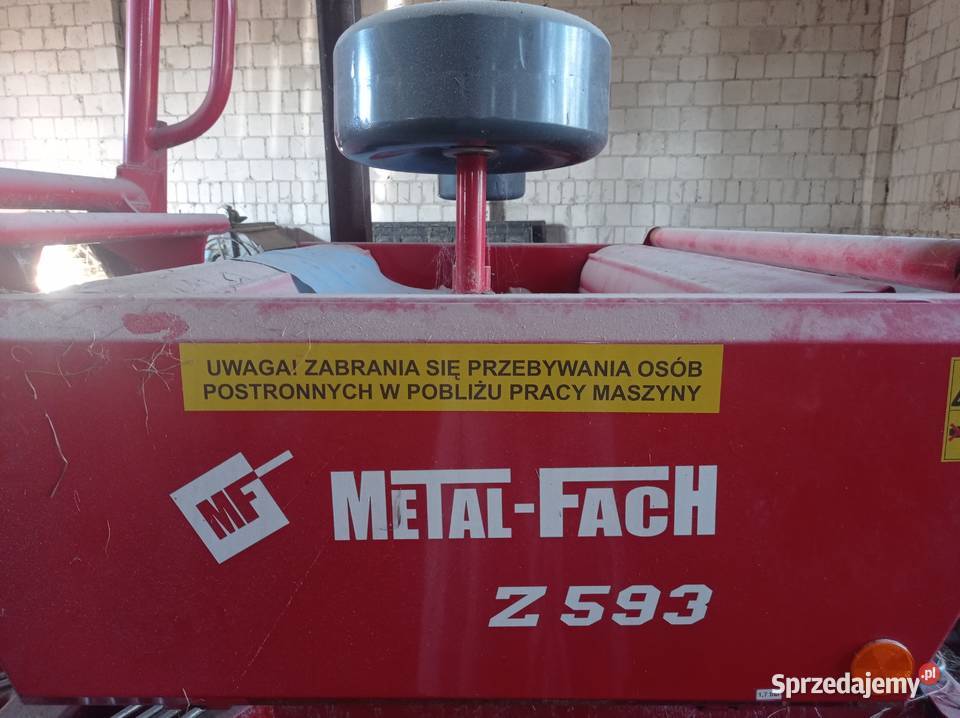 UWAGA! ZABRANIA SIĘ PRZEBYWANIA OSÓB
POSTRONNYCH W POBLIŻU PRACY MASZYNY
MF
METAL-FACH
Z 593
Sprzedajemy.pl